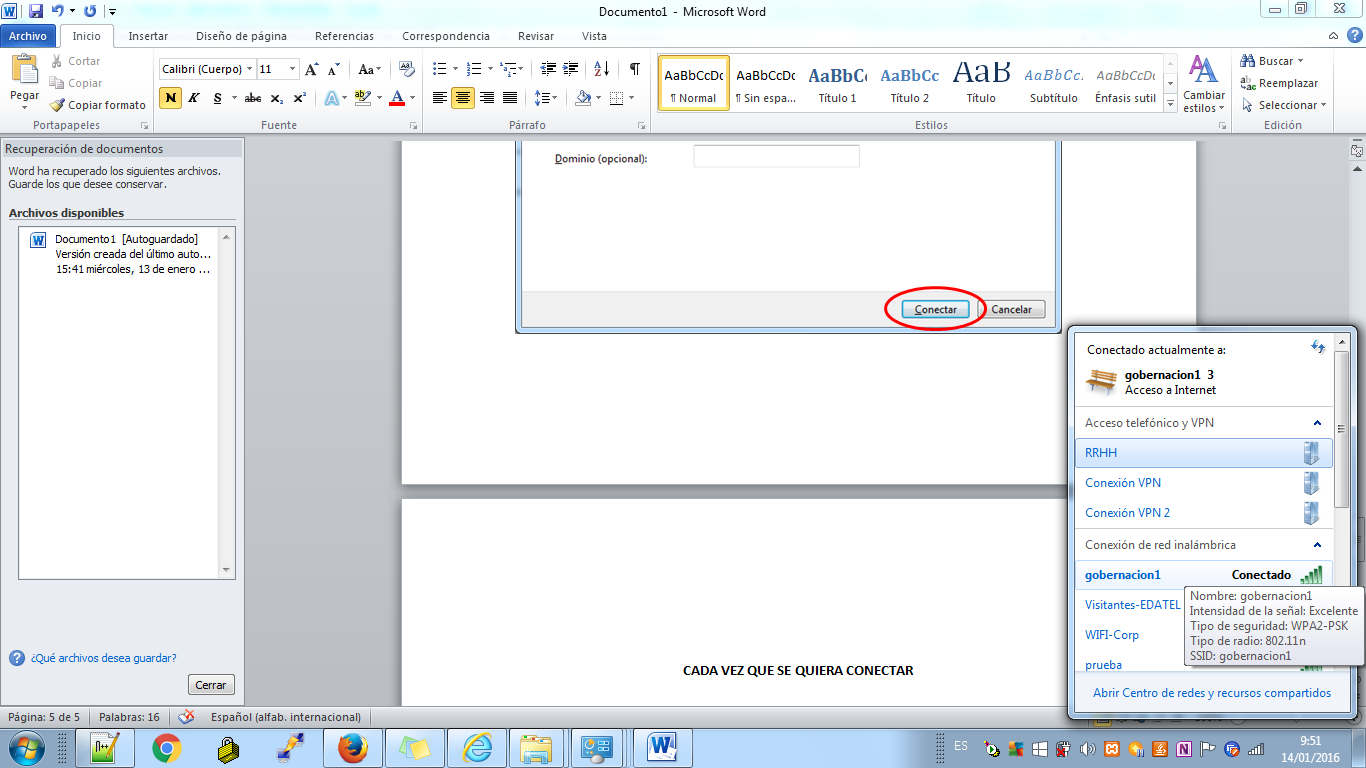 Documento1 - Microsoft Word
Archivo Inicio Insertar Diseño de página Referencias Correspondencia Revisar Vista
Pegar
Cortar
Copiar
Copiar formato
Portapapeles
Calibri (Cuerpo) 11
N K S abc x₂ x²
Aa
Fuente
Párrafo
AaBbCcDc AaBbCcDc AaBbCc AaBbCc AaB AaBbCc. AaBbCcDc
¶ Normal ¶ Sin espa... Título 1 Título 2 Título Subtítulo Énfasis sutil
Cambiar
estilos
Estilos
Buscar
Reemplazar
Seleccionar
Edición
Recuperación de documentos
Word ha recuperado los siguientes archivos.
Guarde los que desee conservar.
Archivos disponibles
Documento1 [Autoguardado]
Versión creada del último auto...
15:41 miércoles, 13 de enero ...
¿Qué archivos desea guardar?
Cerrar
Dominio (opcional):
Conectar Cancelar
CADA VEZ QUE SE QUIERA CONECTAR
Conectado actualmente a:
gobernacion1 3
Acceso a Internet
Acceso telefónico y VPN
RRHH
Conexión VPN
Conexión VPN 2
Conexión de red inalámbrica
gobernacion1 Conectado
Visitantes-EDATEL
WIFI-Corp
prueba
Nombre: gobernacion1
Intensidad de la señal: Excelente
Tipo de seguridad: WPA2-PSK
Tipo de radio: 802.11n
SSID: gobernacion1
Abrir Centro de redes y recursos compartidos
Página: 5 de 5 Palabras: 16 Español (alfab. internacional)
ES
9:51
14/01/2016